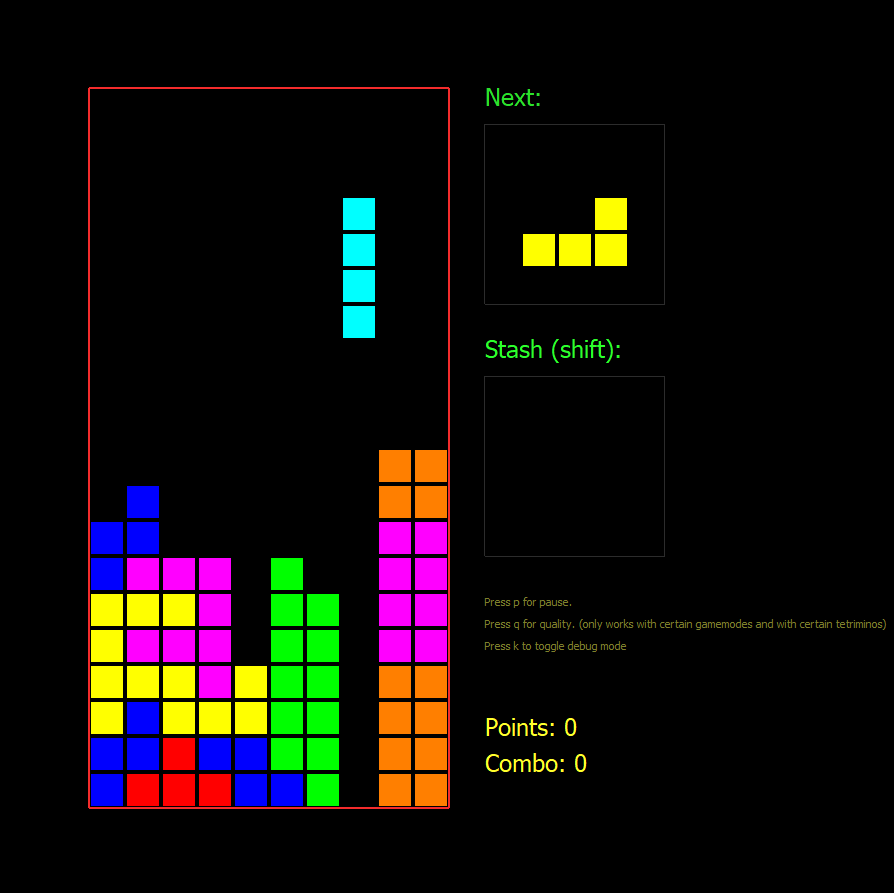 Next:
Stash (shift):
Press p for pause.
Press q for quality. (only works with certain gamemodes and with certain tetriminos)
Press k to toggle debug mode
Points: 0
Combo: 0